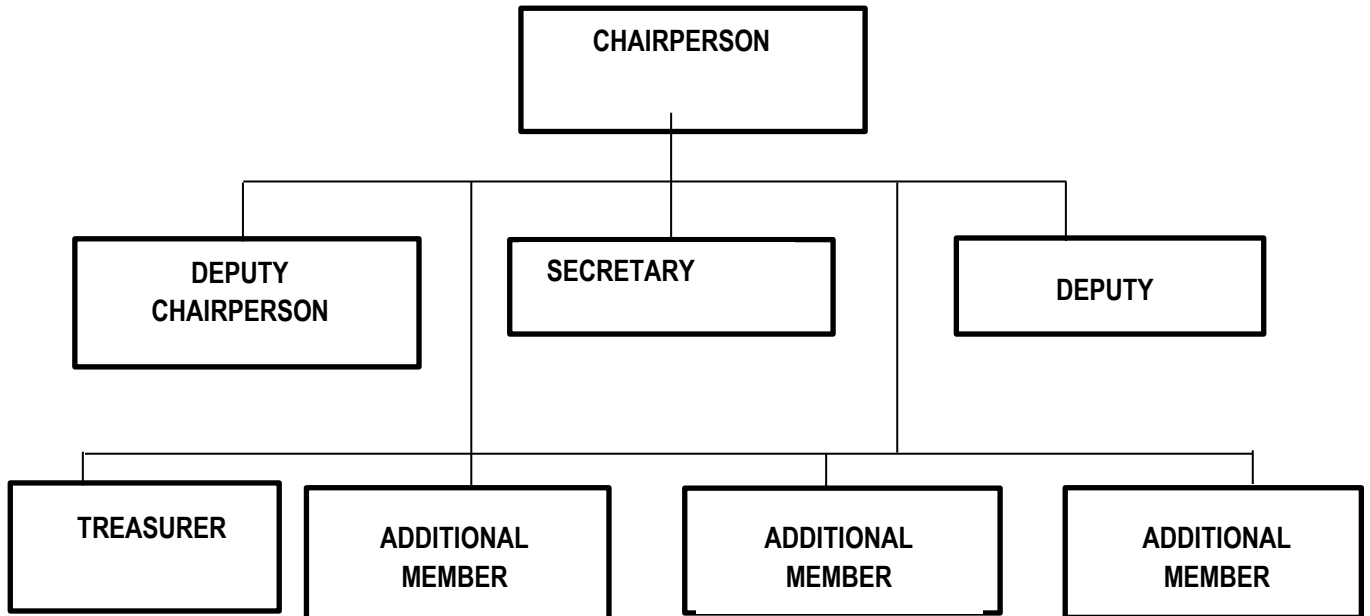 CHAIRPERSON
DEPUTY
CHAIRPERSON
SECRETARY
DEPUTY
TREASURER
ADDITIONAL
MEMBER
ADDITIONAL
MEMBER
ADDITIONAL
MEMBER